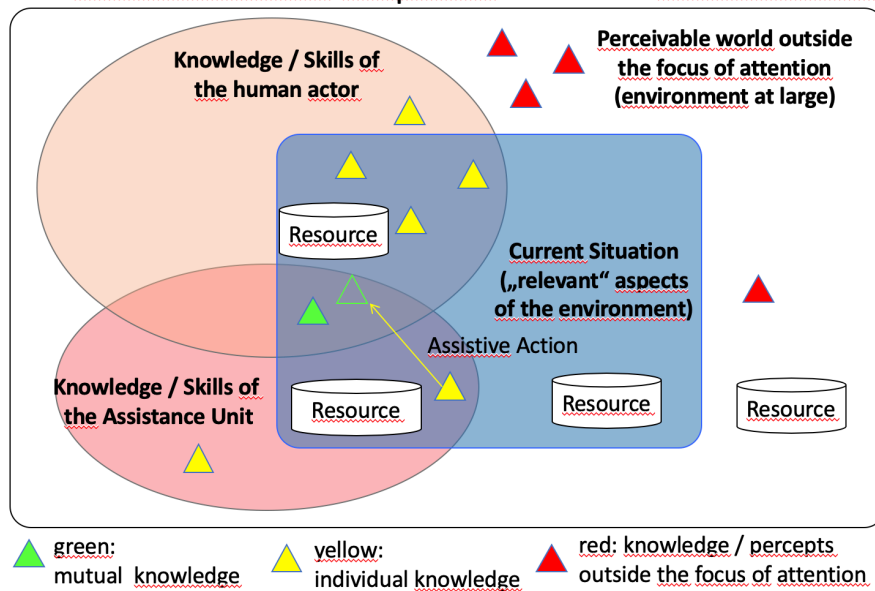 Knowledge / Skills of
the human actor
Perceivable world outside
the focus of attention
(environment at large)
Resource
Current Situation
(„relevant“ aspects
of the environment)
Assistive Action
Knowledge / Skills of
the Assistance Unit
Resource
Resource
Resource
green:
mutual knowledge
yellow:
individual knowledge
red: knowledge / percepts
outside the focus of attention